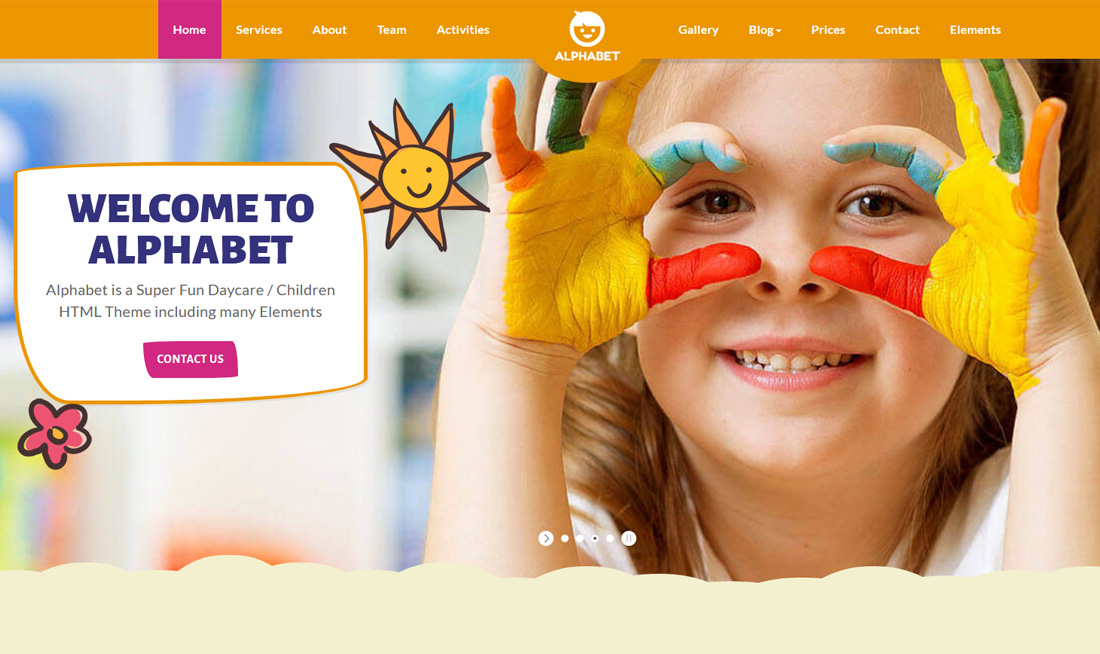 Home Services About Team Activities ALPHABET Gallery Blog Prices Contact Elements
WELCOME TO
ALPHABET
Alphabet is a Super Fun Daycare / Children
HTML Theme including many Elements
CONTACT US